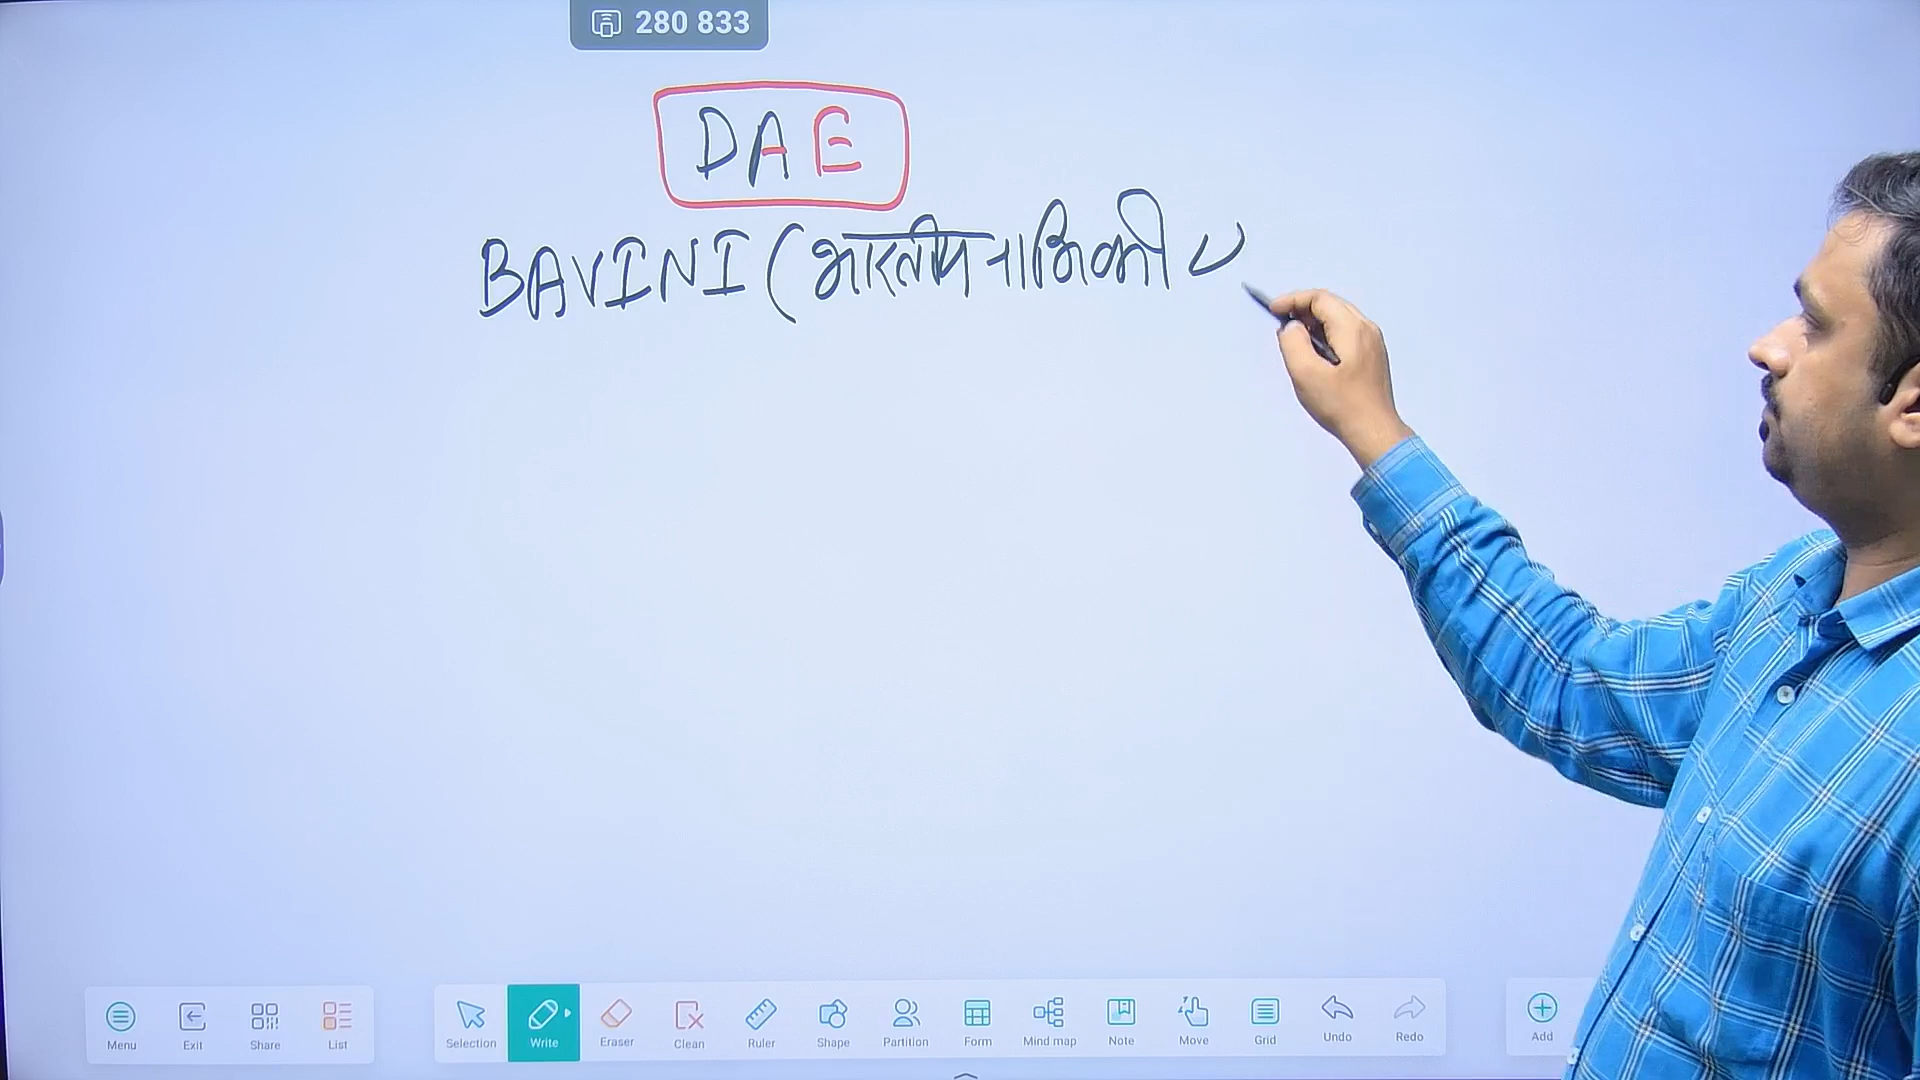 280 833
DAE
BAVINI (भारतीय नाभिकी
Menu Exit Share List Selection Write Eraser Clean Ruler Shape Partition Form Mind map Note Move Grid Undo Redo Add